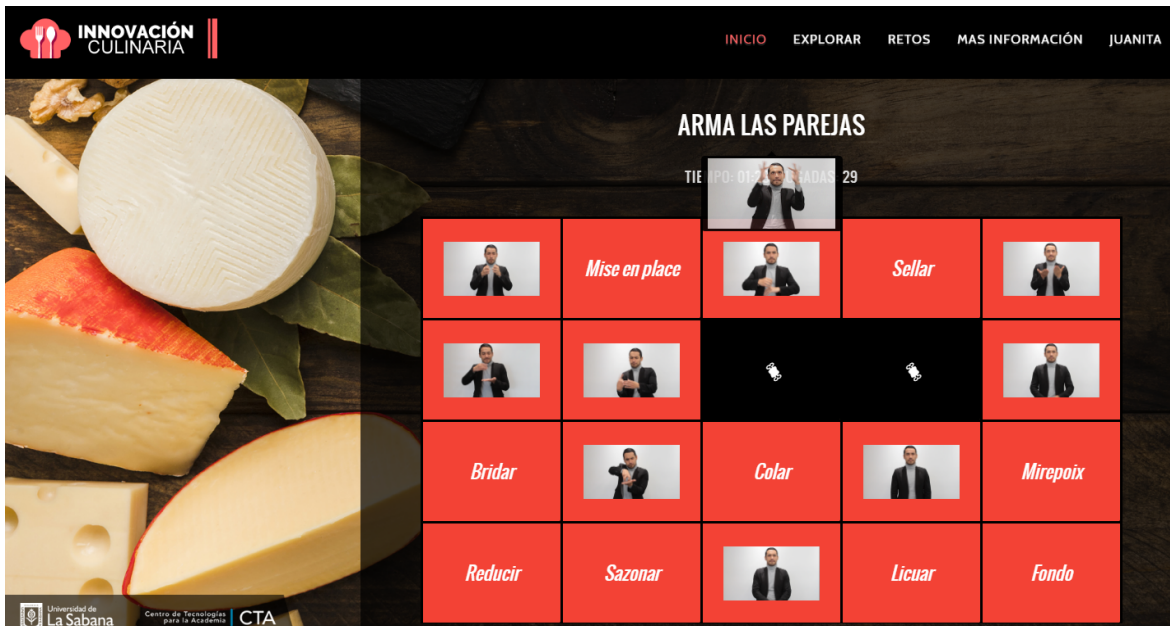 INNOVACIÓN
CULINARIA
INICIO EXPLORAR RETOS MAS INFORMACIÓN JUANITA
ARMA LAS PAREJAS
29
Mise en place Sellar
Bridar Colar Mirepoix
Reducir Sazonar Licuar Fondo
Universidad de
La Sabana
Centro de Tecnologías
para la Academia
CTA